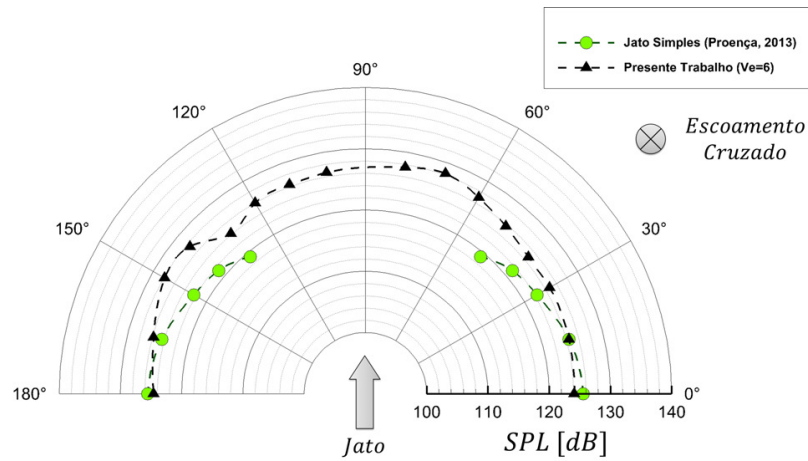 Jato Simples (Proença, 2013)
Presente Trabalho (Ve=6)
90°
120°
60°
Escoamento
Cruzado
150°
30°
180°
0°
100 110 120 130 140
Jato
SPL [dB]